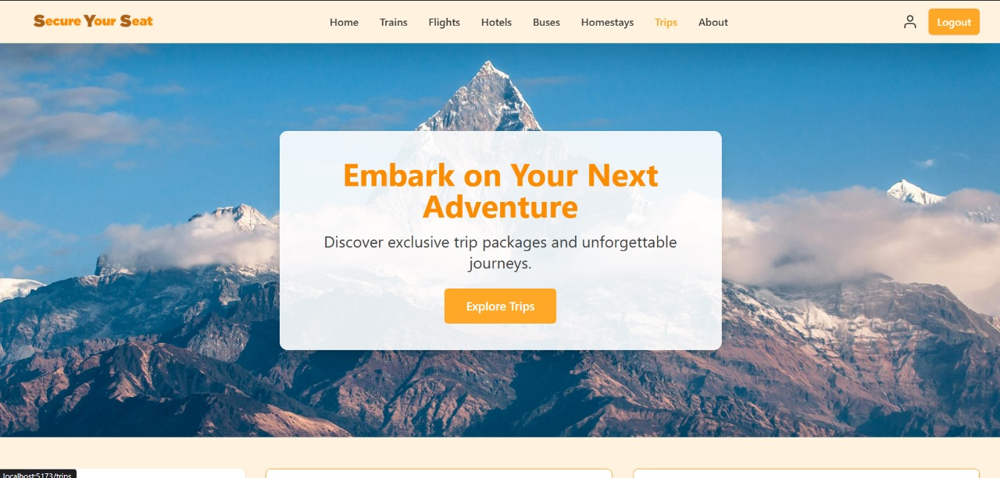 Secure Your Seat
Home Trains Flights Hotels Buses Homestays Trips About
Logout
Embark on Your Next
Adventure
Discover exclusive trip packages and unforgettable
journeys.
Explore Trips
localhost:5173/trips